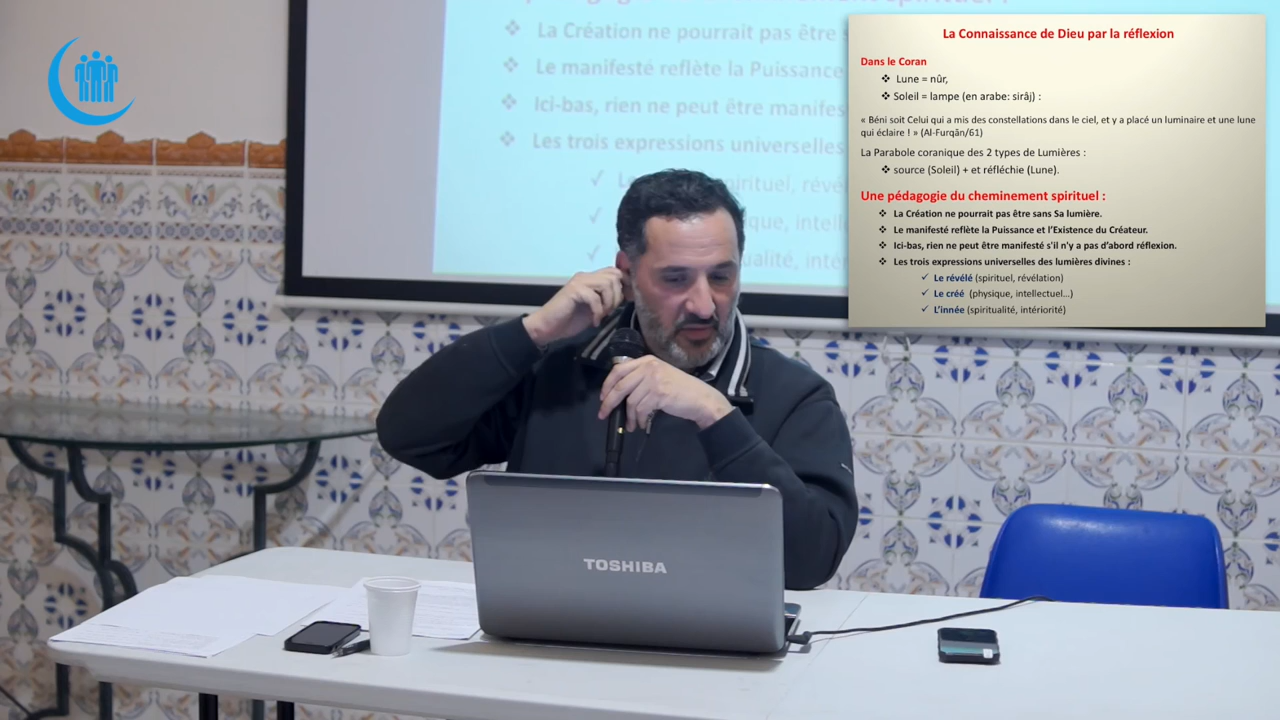 La Création ne pourrait pas être
Le manifesté reflète la Puissance
Ici-bas, rien ne peut être manifes
Les trois expressions universelles
La Connaissance de Dieu par la réflexion
Dans le Coran
Lune = nûr,
Soleil = lampe (en arabe: sirâj) :
« Béni soit Celui qui a mis des constellations dans le ciel, et y a placé un luminaire et une lune
qui éclaire ! » (Al-Furqân/61)
La Parabole coranique des 2 types de Lumières :
source (Soleil) + et réfléchie (Lune).
Une pédagogie du cheminement spirituel :
La Création ne pourrait pas être sans Sa lumière.
Le manifesté reflète la Puissance et l'Existence du Créateur.
Ici-bas, rien ne peut être manifesté s'il n'y a pas d'abord réflexion.
Les trois expressions universelles des lumières divines :
✓ Le révélé (spirituel, révélation)
✓ Le créé (physique, intellectuel…)
✓ L'innée (spiritualité, intériorité)
TOSHIBA